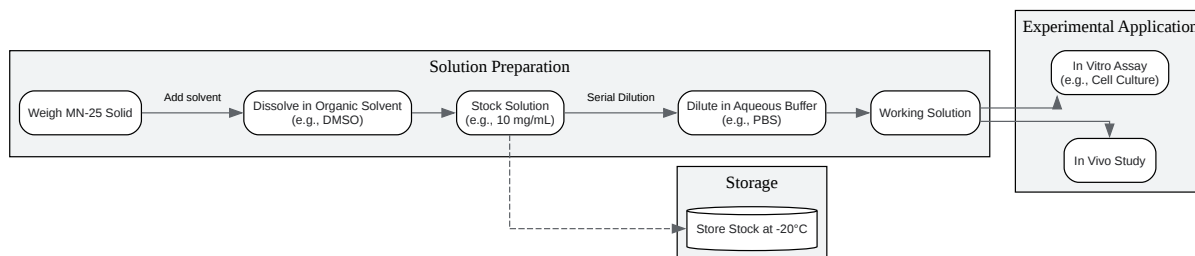 Solution Preparation
Weigh MN-25 Solid
Add solvent
Dissolve in Organic Solvent
(e.g., DMSO)
Stock Solution
(e.g., 10 mg/mL)
Serial Dilution
Dilute in Aqueous Buffer
(e.g., PBS)
Working Solution
Experimental Application
In Vitro Assay
(e.g., Cell Culture)
In Vivo Study
Storage
Store Stock at -20°C